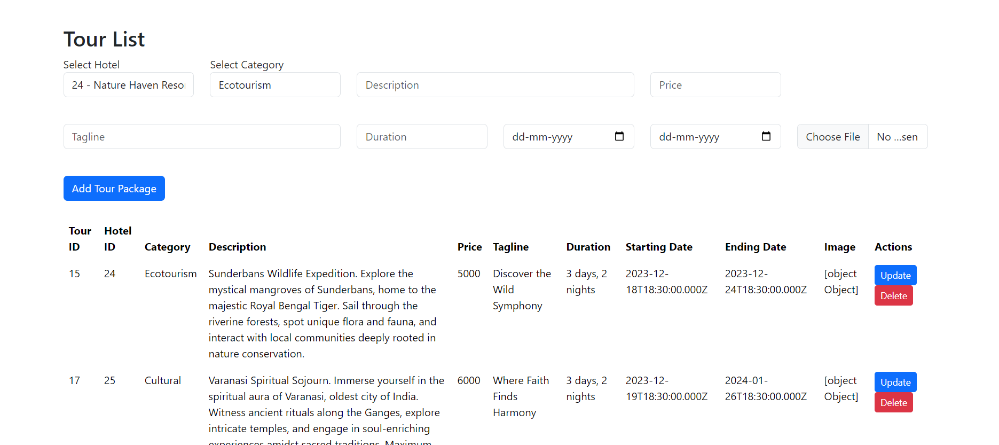 Tour List
Select Hotel
Select Category
24 - Nature Haven Resor
Ecotourism
Description
Price
Tagline
Duration
dd-mm-yyyy
dd-mm-yyyy
Choose File
No ...sen
Add Tour Package
Tour ID
Hotel ID
Category
Description
Price
Tagline
Duration
Starting Date
Ending Date
Image
Actions
15
24
Ecotourism
Sunderbans Wildlife Expedition. Explore the
mystical mangroves of Sunderbans, home to the
majestic Royal Bengal Tiger. Sail through the
riverine forests, spot unique flora and fauna, and
interact with local communities deeply rooted in
nature conservation.
5000
Discover the
Wild
Symphony
3 days, 2
nights
2023-12-
18T18:30:00.000Z
2023-12-
24T18:30:00.000Z
[object
Object]
Update
Delete
17
25
Cultural
Varanasi Spiritual Sojourn. Immerse yourself in the
spiritual aura of Varanasi, oldest city of India.
Witness ancient rituals along the Ganges, explore
intricate temples, and engage in soul-enriching
experiences amidst sacred traditions. Maximum
6000
Where Faith
Finds
Harmony
3 days, 2
nights
2023-12-
19T18:30:00.000Z
2024-01-
26T18:30:00.000Z
[object
Object]
Update
Delete